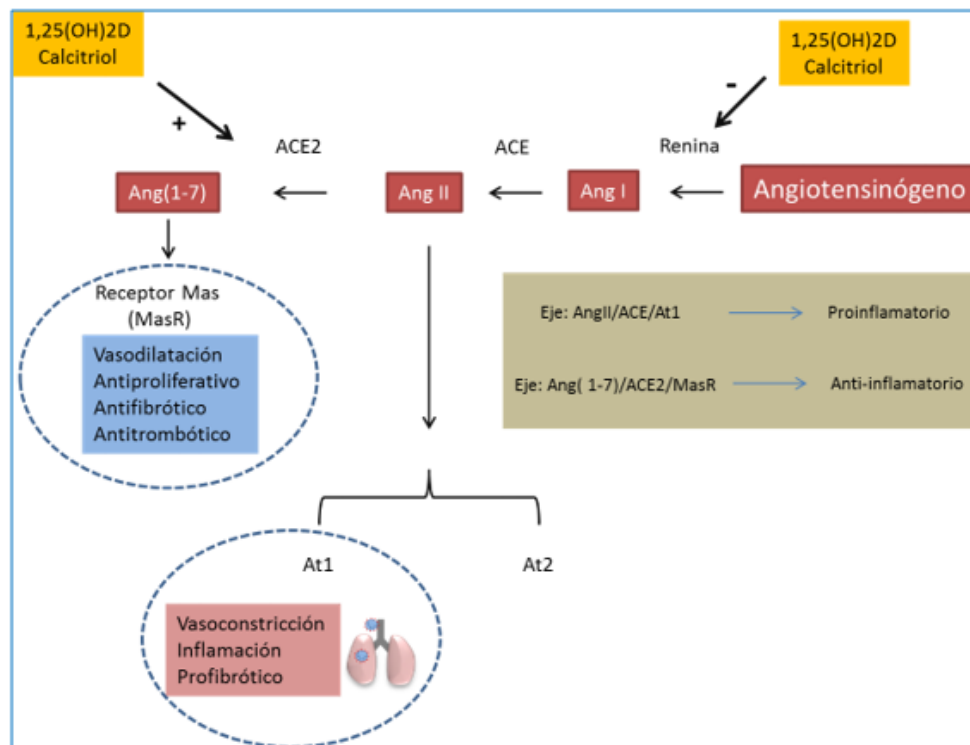 1,25(OH)2D
Calcitriol
1,25(OH)2D
Calcitriol
+
-
ACE2
ACE
Renina
Ang(1-7)
Ang II
Ang I
Angiotensinógeno
Receptor Mas
(MasR)
Vasodilatación
Antiproliferativo
Antifibrótico
Antitrombótico
Eje: AngII/ACE/At1
Proinflamatorio
Eje: Ang( 1-7)/ACE2/MasR
Anti-inflamatorio
At1
At2
Vasoconstricción
Inflamación
Profibrótico